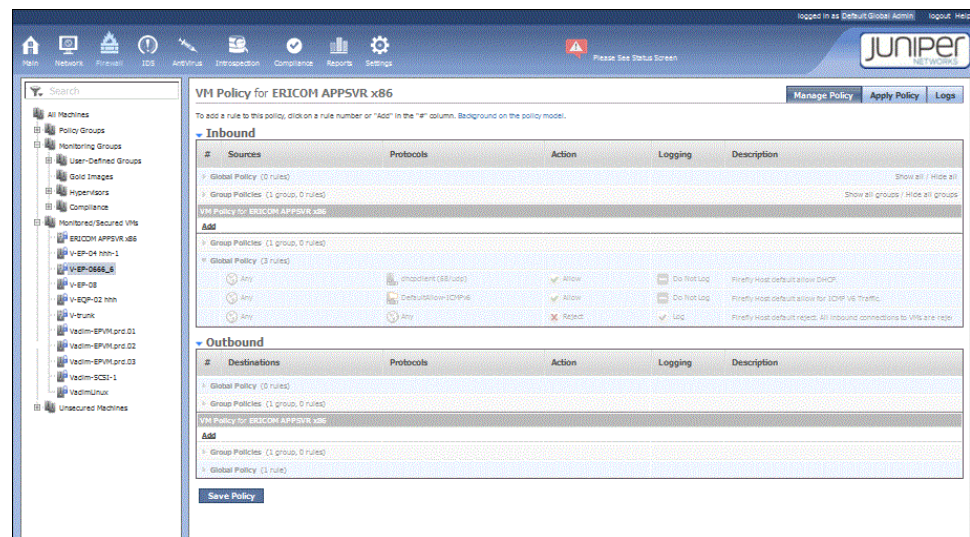 logged in as Default Global Admin logout Help
Main Network Firewall IDS AntiVirus Introspection Compliance Reports Settings
Please See Status Screen
JUNIPER
NETWORKS
Search
All Machines
Policy Groups
Monitoring Groups
User-Defined Groups
Gold Images
Hypervisors
Compliance
Monitored/Secured VMs
ERICOM APPSVR x86
V-EP-04 hhh-1
V-EP-0666_6
V-EP-08
V-EQP-02 hhh
V-trunk
Vadim-EPVM.prd.01
Vadim-EPVM.prd.02
Vadim-EPVM.prd.03
Vadim-SCSI-1
VadimLinux
Unsecured Machines
VM Policy for ERICOM APPSVR x86
Manage Policy Apply Policy Logs
To add a rule to this policy, click on a rule number or "Add" in the "#" column. Background on the policy model.
Inbound
# Sources Protocols Action Logging Description
Global Policy (0 rules) Show all / Hide all
Group Policies (1 group, 0 rules) Show all groups / Hide all groups
VM Policy for ERICOM APPSVR x86
Add
Group Policies (1 group, 0 rules)
Global Policy (3 rules)
Any dhcpclient (68/udp) Allow Do Not Log Firefly Host default allow DHCP.
Any DefaultAllow-ICMPv6 Allow Do Not Log Firefly Host default allow for ICMP V6 Traffic.
Any Any Reject Log Firefly Host default reject. All inbound connections to VMs are reje
Outbound
# Destinations Protocols Action Logging Description
Global Policy (0 rules)
Group Policies (1 group, 0 rules)
VM Policy for ERICOM APPSVR x86
Add
Group Policies (1 group, 0 rules)
Global Policy (1 rule)
Save Policy